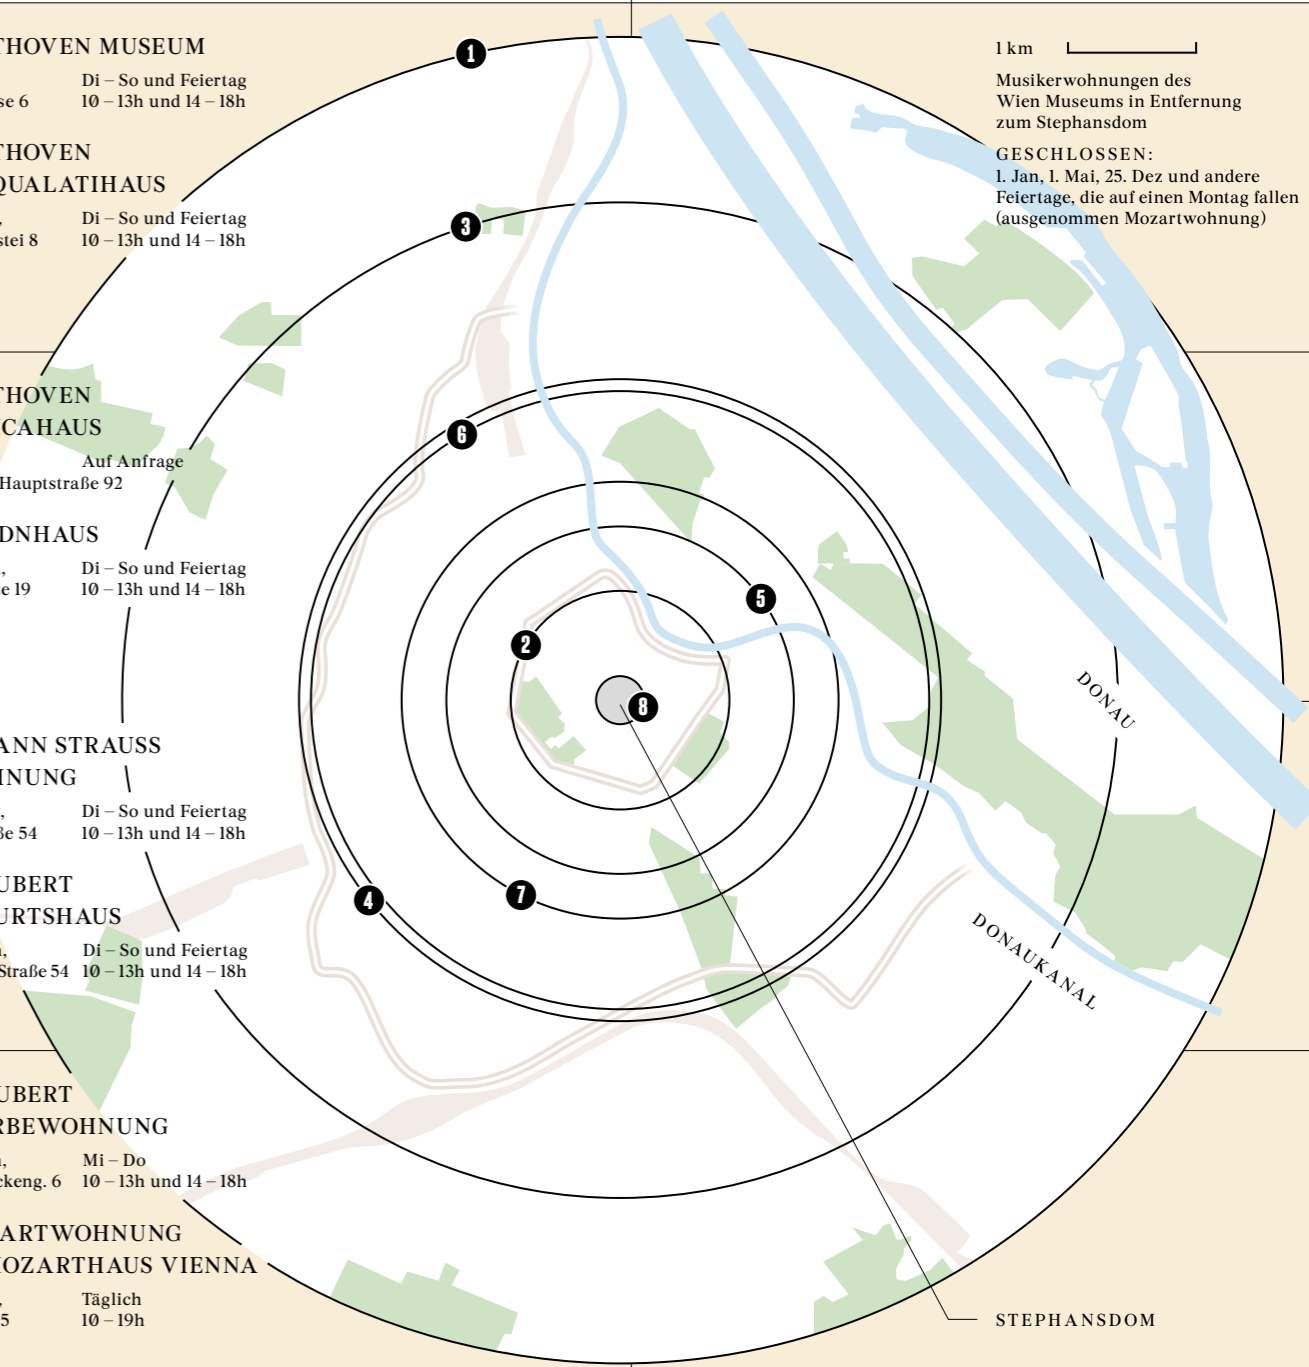 THOVEN MUSEUM
Di – So und Feiertag
se 6 10 – 13h und 14 – 18h
THOVEN
QUALATIHAUS
, Di – So und Feiertag
stei 8 10 – 13h und 14 – 18h
THOVEN
CAHAUS
Auf Anfrage
Hauptstraße 92
DNHAUS
, Di – So und Feiertag
e 19 10 – 13h und 14 – 18h
ANN STRAUSS
HNUNG
, Di – So und Feiertag
ße 54 10 – 13h und 14 – 18h
UBERT
URTSHAUS
, Di – So und Feiertag
Straße 54 10 – 13h und 14 – 18h
UBERT
RBEWOHNUNG
, Mi – Do
ckeng. 6 10 – 13h und 14 – 18h
ARTWOHNUNG
MOZARTHAUS VIENNA
, Täglich
5 10 – 19h
1 km
Musikerwohnungen des
Wien Museums in Entfernung
zum Stephansdom
GESCHLOSSEN:
1. Jan, 1. Mai, 25. Dez und andere
Feiertage, die auf einen Montag fallen
(ausgenommen Mozartwohnung)
1
3
6
5
2
8
4
7
DONAU
DONAUKANAL
STEPHANSDOM